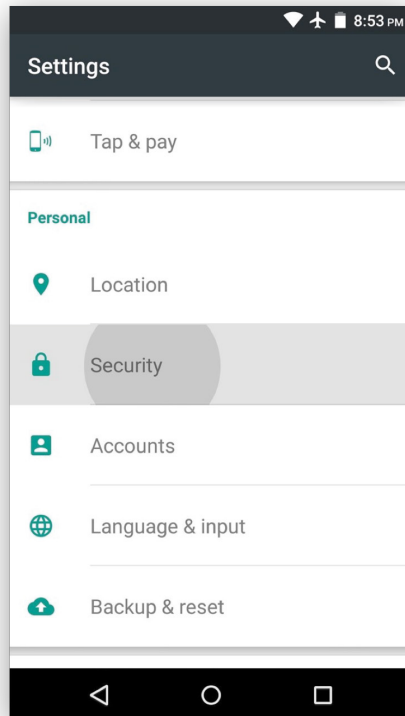 8:53 PM
Settings
Tap & pay
Personal
Location
Security
Accounts
Language & input
Backup & reset